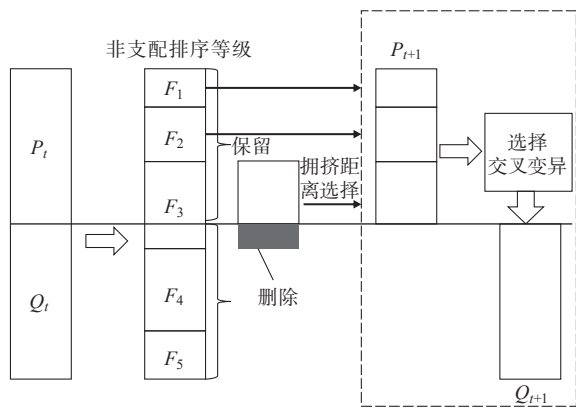 非支配排序等级
P_t
Q_t
F_1
F_2
F_3
F_4
F_5
保留
删除
拥挤距
离选择
P_{t+1}
选择
交叉变异
Q_{t+1}